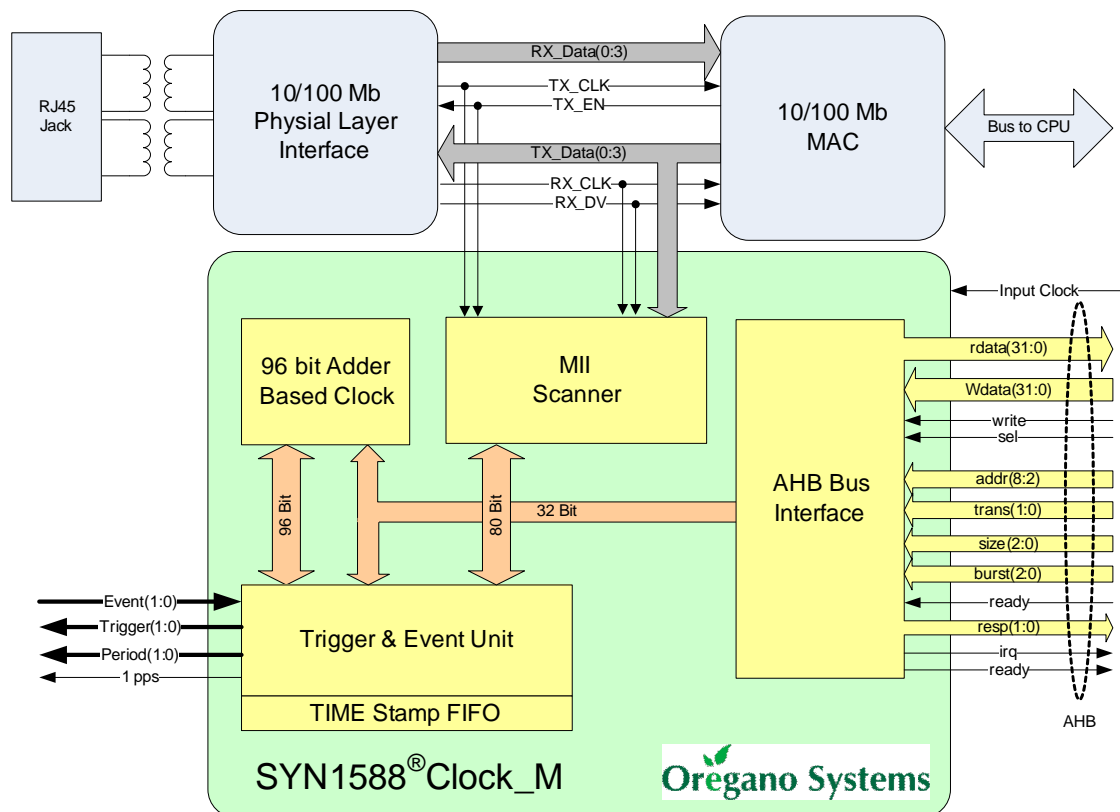 RJ45
Jack
10/100 Mb
Physial Layer
Interface
RX_Data(0:3)
TX_CLK
TX_EN
TX_Data(0:3)
RX_CLK
RX_DV
10/100 Mb
MAC
Bus to CPU
Input Clock
96 bit Adder
Based Clock
MII
Scanner
AHB Bus
Interface
rdata(31:0)
Wdata(31:0)
write
sel
addr(8:2)
trans(1:0)
size(2:0)
burst(2:0)
ready
resp(1:0)
irq
ready
AHB
96 Bit
80 Bit
32 Bit
Event(1:0)
Trigger(1:0)
Period(1:0)
1 pps
Trigger & Event Unit
TIME Stamp FIFO
SYN1588®Clock_M
Oregano Systems